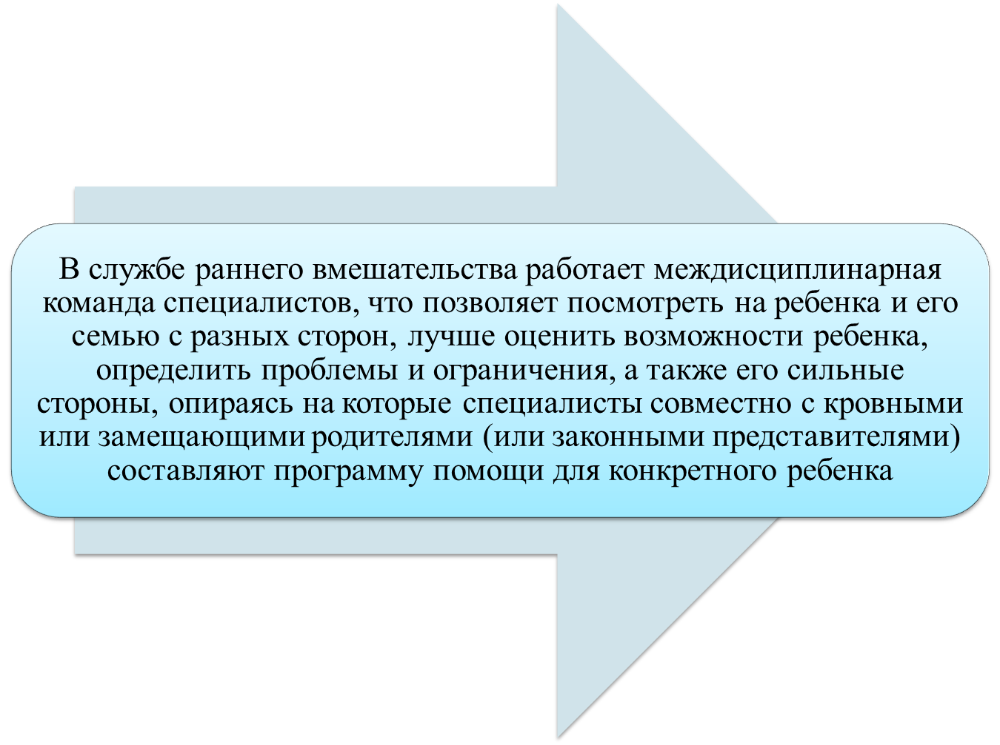 В службе раннего вмешательства работает междисциплинарная
команда специалистов, что позволяет посмотреть на ребенка и его
семью с разных сторон, лучше оценить возможности ребенка,
определить проблемы и ограничения, а также его сильные
стороны, опираясь на которые специалисты совместно с кровными
или замещающими родителями (или законными представителями)
составляют программу помощи для конкретного ребенка